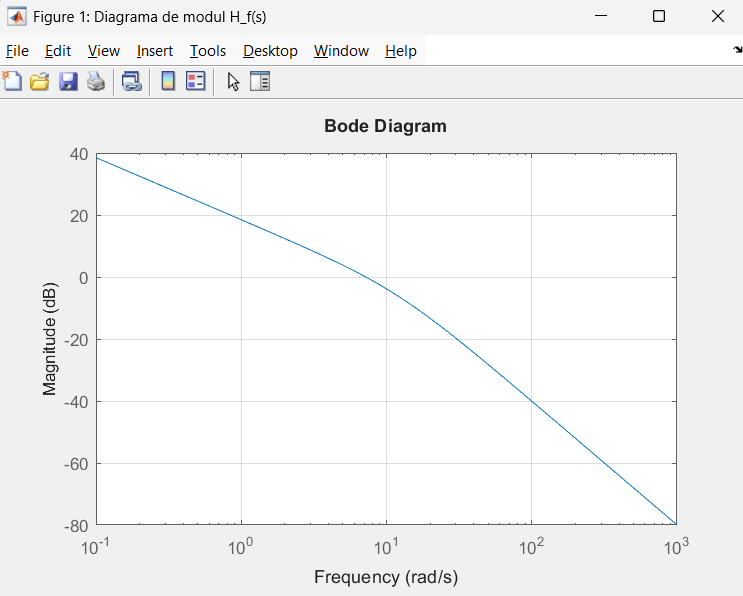 Figure 1: Diagrama de modul H_f(s)
File Edit View Insert Tools Desktop Window Help
Bode Diagram
Magnitude (dB)
40
20
0
-20
-40
-60
-80
10^-1 10^0 10^1 10^2 10^3
Frequency (rad/s)